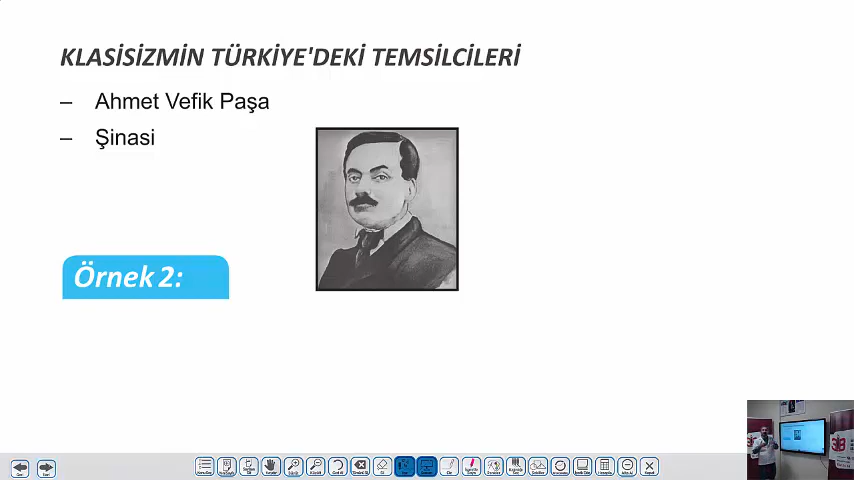 KLASİSİZMİN TÜRKİYE'DEKİ TEMSİLCİLERİ
– Ahmet Vefik Paşa
– Şinasi
Örnek 2: